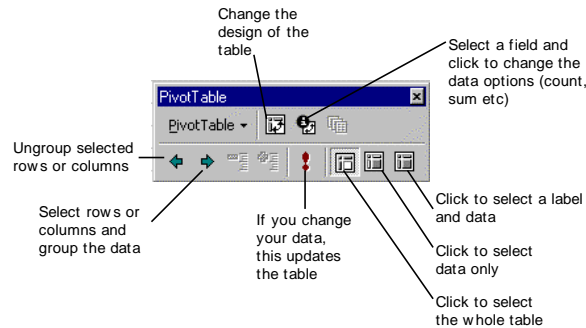 Change the
design of the
table
Select a field and
click to change the
data options (count,
sum etc)
PivotTable
PivotTable
Ungroup selected
rows or columns
Select rows or
columns and
group the data
If you change
your data,
this updates
the table
Click to select a label
and data
Click to select
data only
Click to select
the whole table